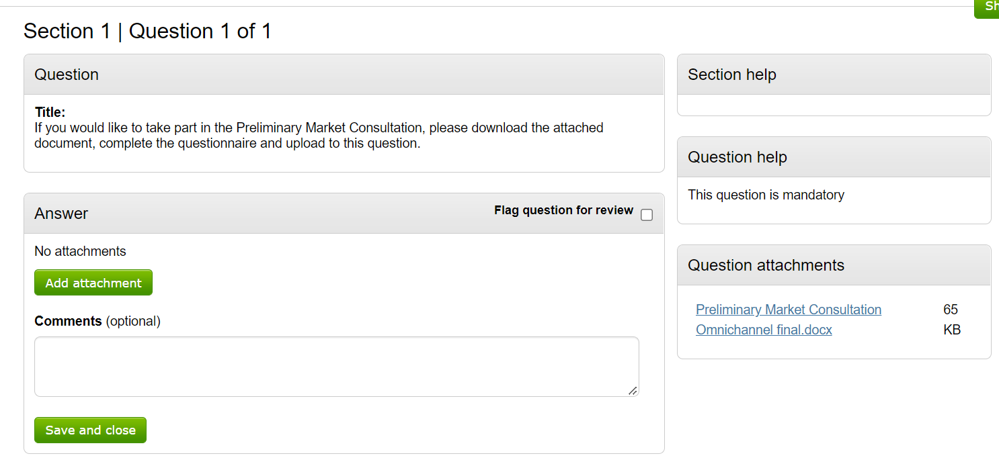 Sh
Section 1 | Question 1 of 1
Question
Title:
If you would like to take part in the Preliminary Market Consultation, please download the attached
document, complete the questionnaire and upload to this question.
Answer
Flag question for review
No attachments
Add attachment
Comments (optional)
Save and close
Section help
Question help
This question is mandatory
Question attachments
Preliminary Market Consultation 65
Omnichannel final.docx KB